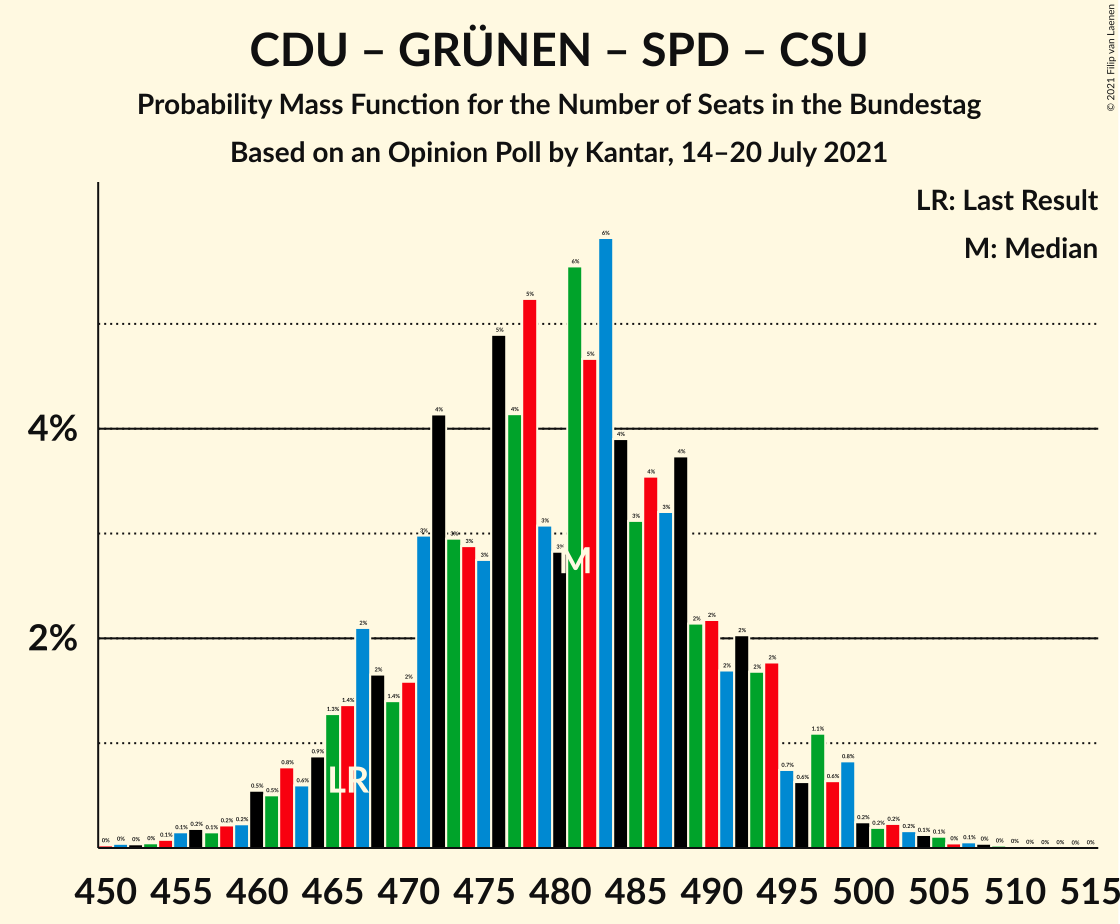 CDU – GRÜNEN – SPD – CSU
Probability Mass Function for the Number of Seats in the Bundestag
Based on an Opinion Poll by Kantar, 14–20 July 2021
© 2021 Filip van Laenen
LR: Last Result
M: Median
4%
2%
0% 0% 0% 0% 0.1% 0.1% 0.2% 0.1% 0.2% 0.2% 0.5% 0.5% 0.8% 0.6% 0.9% 1.3% 1.4% 2% 2% 1.4% 2% 3% 4% 3% 3% 3% 5% 4% 5% 3% 3% 6% 5% 6% 4% 3% 4% 3% 4% 2% 2% 2% 2% 2% 2% 0.7% 0.6% 1.1% 0.6% 0.8% 0.2% 0.2% 0.2% 0.2% 0.1% 0.1% 0% 0.1% 0% 0% 0% 0% 0% 0% 0% 0%
LR
M
450 455 460 465 470 475 480 485 490 495 500 505 510 515